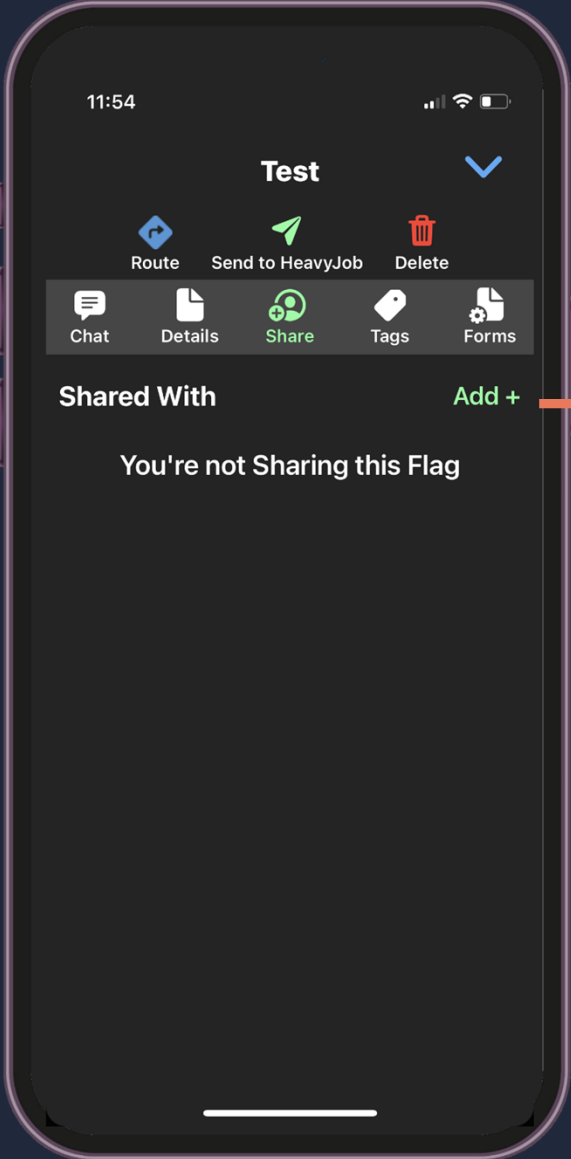 11:54
Test
Route Send to HeavyJob Delete
Chat Details Share Tags Forms
Shared With Add +
You're not Sharing this Flag